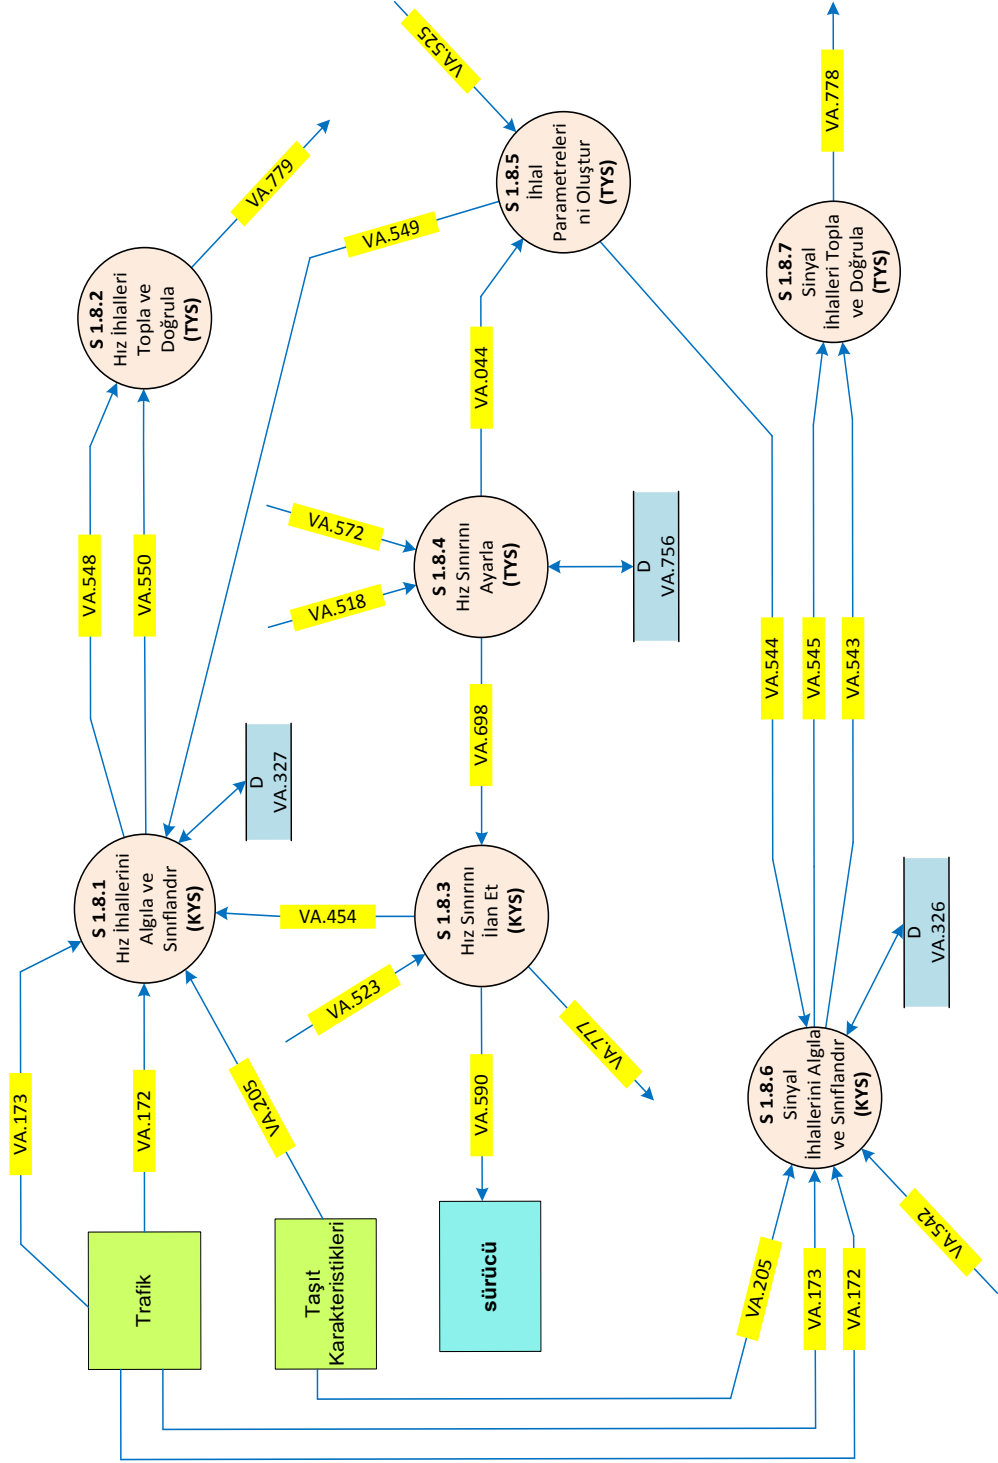 VA.173
VA.172
VA.205
Trafik
Taşıt
Karakteristikleri
sürücü
S 1.8.1
Hız İhlallerini
Algıla ve
Sınıflandır
(KYS)
VA.548
VA.550
S 1.8.2
Hız İhlalleri
Topla ve
Doğrula
(TYS)
VA.779
D
VA.327
VA.549
VA.454
VA.523
S 1.8.3
Hız Sınırını
İlan Et
(KYS)
VA.590
VA.777
VA.698
VA.518
VA.572
S 1.8.4
Hız Sınırını
Ayarla
(TYS)
D
VA.756
VA.044
VA.525
S 1.8.5
İhlal
Parametreleri
ni Oluştur
(TYS)
VA.205
VA.173
VA.172
VA.542
S 1.8.6
Sinyal
İhlallerini Algıla
ve Sınıflandır
(KYS)
D
VA.326
VA.544
VA.545
VA.543
S 1.8.7
Sinyal
İhlalleri Topla
ve Doğrula
(TYS)
VA.778